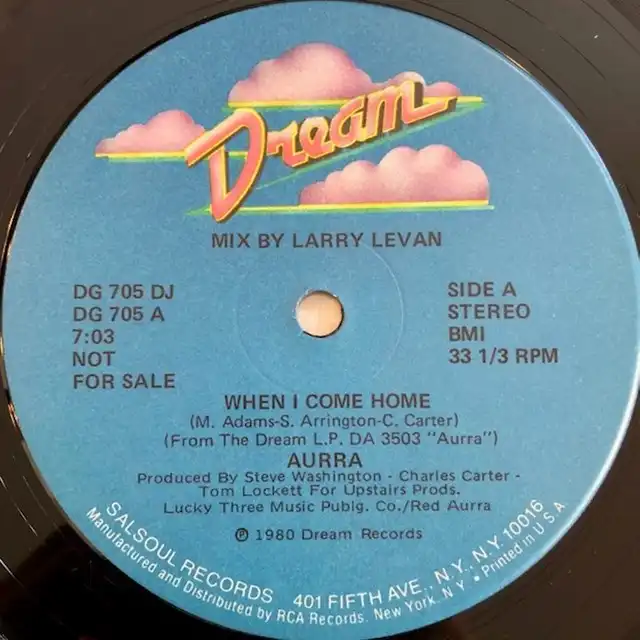 Dream
MIX BY LARRY LEVAN
DG 705 DJ
DG 705 A
7:03
NOT
FOR SALE
SIDE A
STEREO
BMI
33 1/3 RPM
WHEN I COME HOME
(M. Adams-S. Arrington-C. Carter)
(From The Dream L.P. DA 3503 "Aurra")
AURRA
Produced By Steve Washington - Charles Carter -
Tom Lockett For Upstairs Prods.
Lucky Three Music Publg. Co./Red Aurra
℗ 1980 Dream Records
SALSOUL RECORDS 401 FIFTH AVE., N.Y., N.Y. 10016
Manufactured and Distributed by RCA Records, New York, N.Y. • Printed in U.S.A.